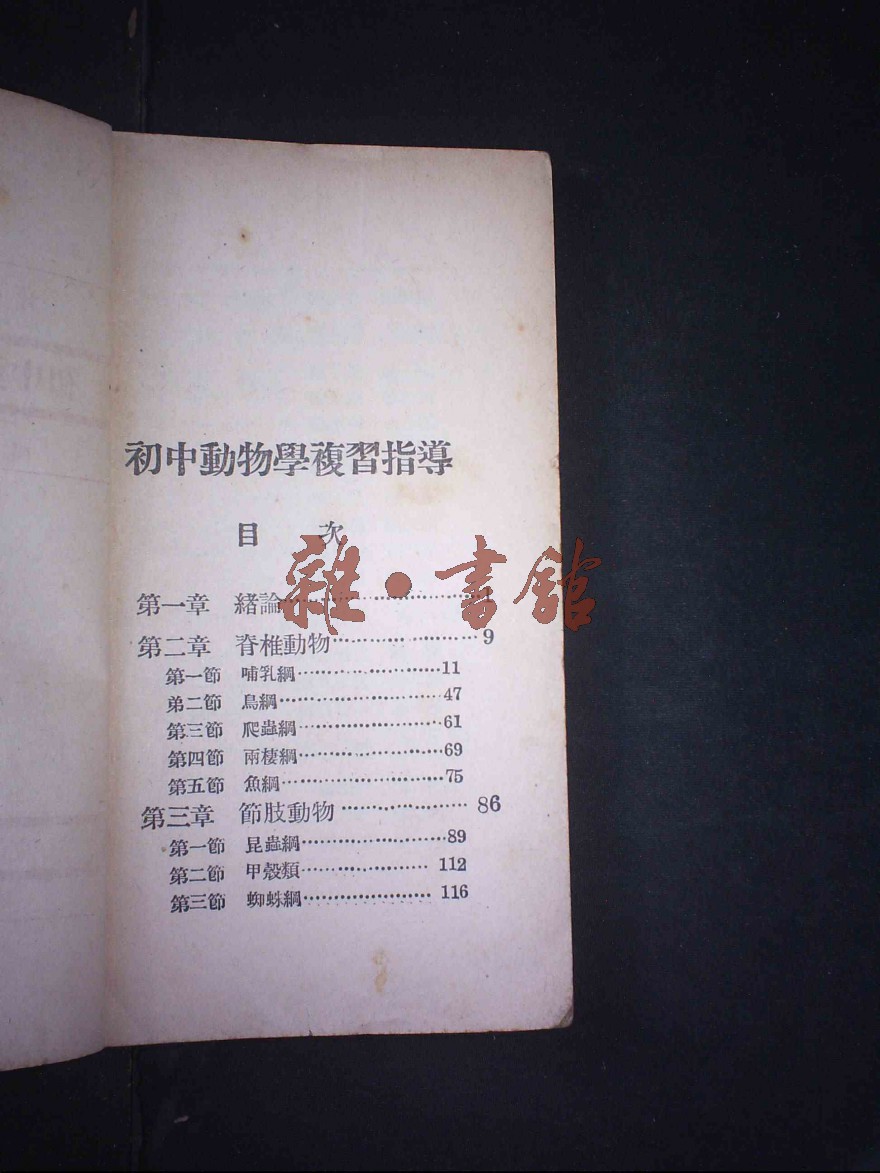 初中動物學複習指導
目 次
第一章 緒論
雜·書館
第二章 脊椎動物………………9
第一節 哺乳綱………………11
弟二節 鳥綱………………47
第三節 爬蟲綱………………61
第四節 兩棲綱………………69
第五節 魚綱………………75
第三章 節肢動物………………86
第一節 昆蟲綱………………89
第二節 甲殼類………………112
第三節 蜘蛛綱………………116